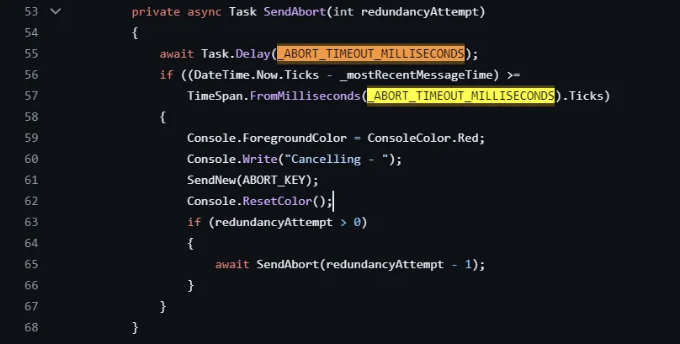 53 private async Task SendAbort(int redundancyAttempt)
54 {
55 await Task.Delay(_ABORT_TIMEOUT_MILLISECONDS);
56 if ((DateTime.Now.Ticks - _mostRecentMessageTime) >=
57 TimeSpan.FromMilliseconds(_ABORT_TIMEOUT_MILLISECONDS).Ticks)
58 {
59 Console.ForegroundColor = ConsoleColor.Red;
60 Console.Write("Cancelling - ");
61 SendNew(ABORT_KEY);
62 Console.ResetColor();
63 if (redundancyAttempt > 0)
64 {
65 await SendAbort(redundancyAttempt - 1);
66 }
67 }
68 }